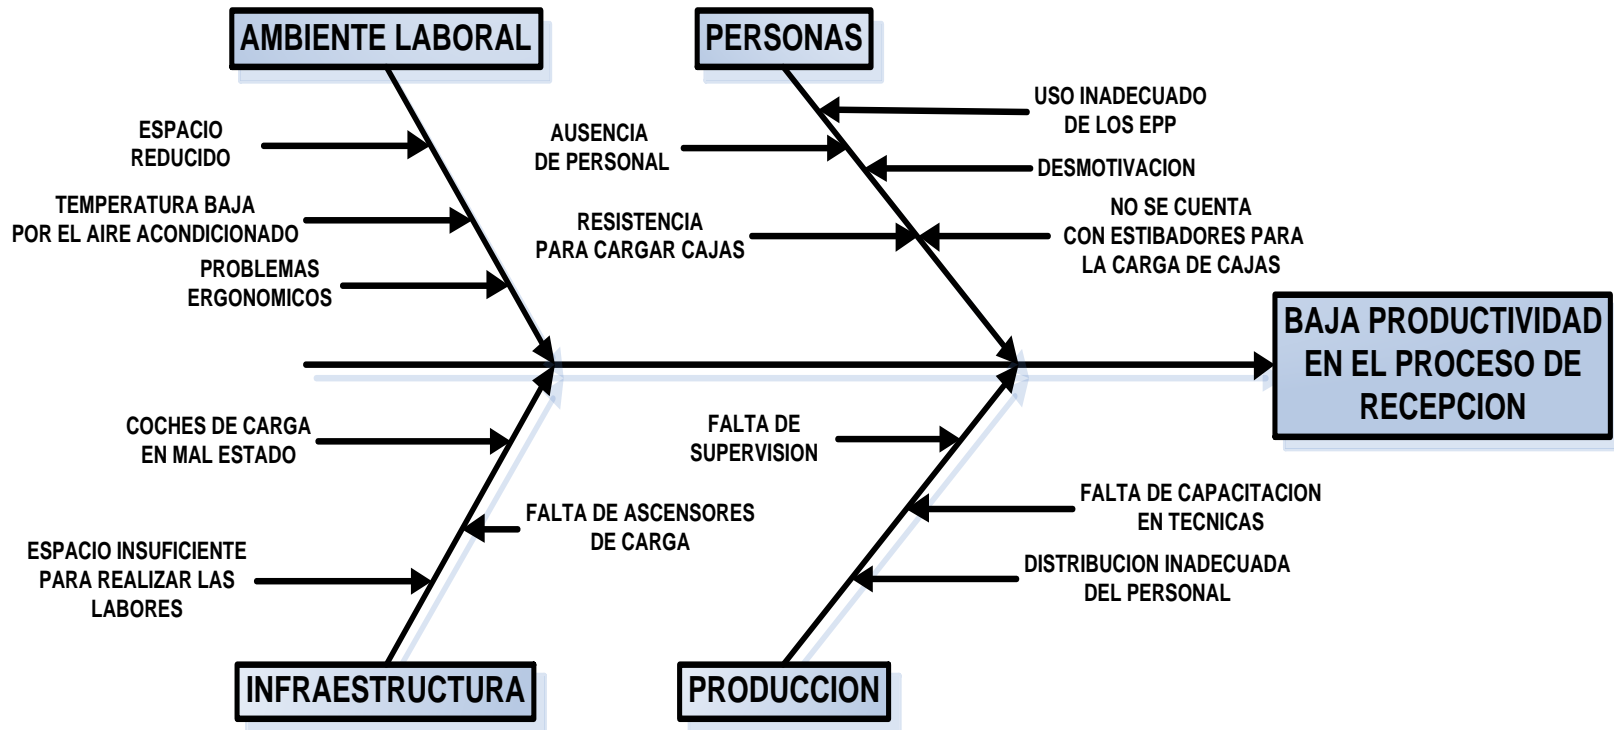 AMBIENTE LABORAL
PERSONAS
ESPACIO
REDUCIDO
TEMPERATURA BAJA
POR EL AIRE ACONDICIONADO
PROBLEMAS
ERGONOMICOS
AUSENCIA
DE PERSONAL
RESISTENCIA
PARA CARGAR CAJAS
USO INADECUADO
DE LOS EPP
DESMOTIVACION
NO SE CUENTA
CON ESTIBADORES PARA
LA CARGA DE CAJAS
BAJA PRODUCTIVIDAD
EN EL PROCESO DE
RECEPCION
COCHES DE CARGA
EN MAL ESTADO
FALTA DE ASCENSORES
DE CARGA
ESPACIO INSUFICIENTE
PARA REALIZAR LAS
LABORES
FALTA DE
SUPERVISION
FALTA DE CAPACITACION
EN TECNICAS
DISTRIBUCION INADECUADA
DEL PERSONAL
INFRAESTRUCTURA
PRODUCCION